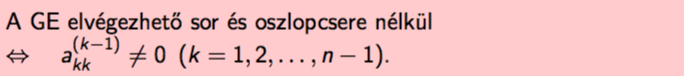 A GE elvégezhető sor és oszlopcsere nélkül
⇔ a_{kk}^{(k−1)} ≠ 0 (k = 1, 2, . . . , n − 1).